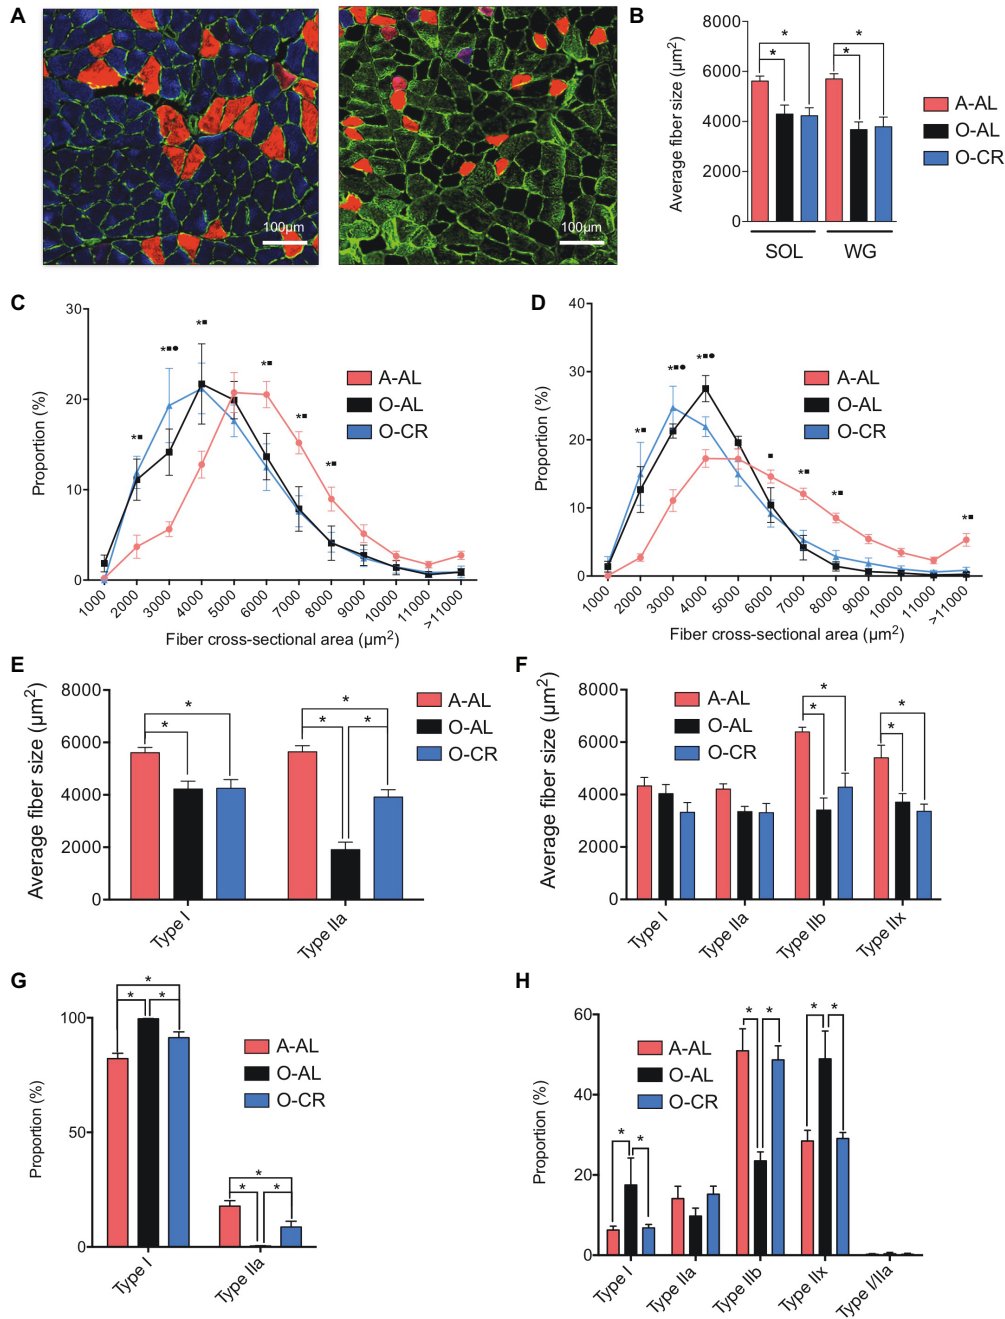 A
100µm
100µm
B
Average fiber size (µm2)
8000
6000
4000
2000
0
* * * *
SOL WG
A-AL
O-AL
O-CR
C
Proportion (%)
30
20
10
0
*■ *■● *■ *■ *■ *■
A-AL
O-AL
O-CR
1000 2000 3000 4000 5000 6000 7000 8000 9000 10000 11000 >11000
Fiber cross-sectional area (µm2)
D
Proportion (%)
40
30
20
10
0
*■ *■● *■● ■ *■ *■ *■
A-AL
O-AL
O-CR
1000 2000 3000 4000 5000 6000 7000 8000 9000 10000 11000 >11000
Fiber cross-sectional area (µm2)
E
Average fiber size (µm2)
8000
6000
4000
2000
0
* * * * *
A-AL
O-AL
O-CR
Type I Type IIa
F
Average fiber size (µm2)
8000
6000
4000
2000
0
* * * *
A-AL
O-AL
O-CR
Type I Type IIa Type IIb Type IIx
G
Proportion (%)
100
50
0
* * * * * *
A-AL
O-AL
O-CR
Type I Type IIa
H
Proportion (%)
60
40
20
0
* * * * * *
A-AL
O-AL
O-CR
Type I Type IIa Type IIb Type IIx Type I/IIa